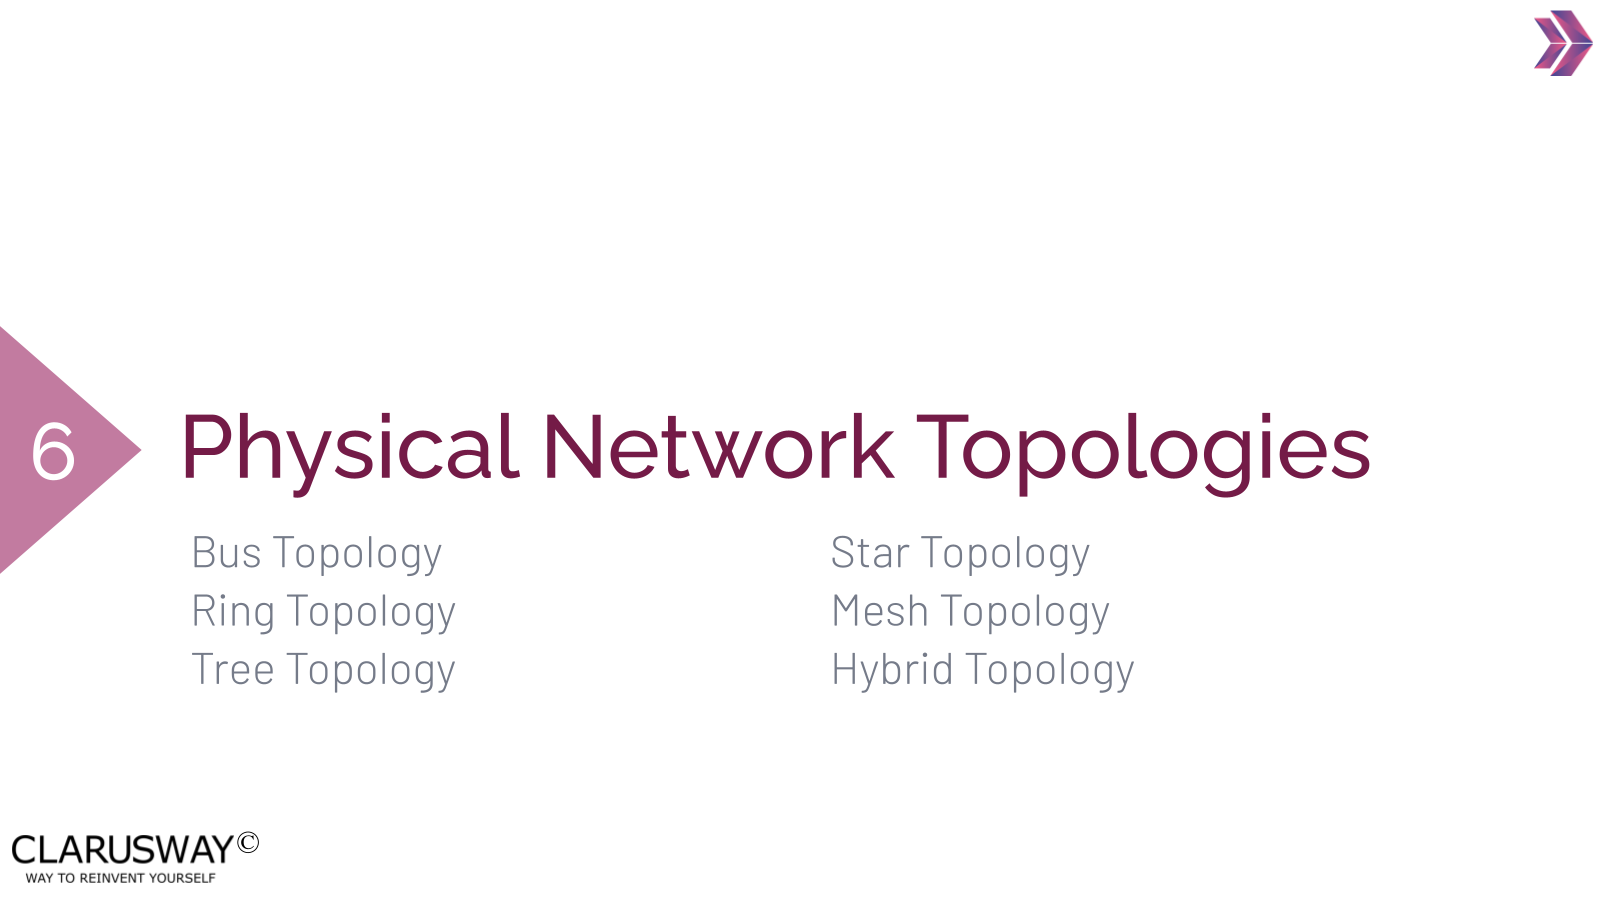 6
Physical Network Topologies
Bus Topology
Ring Topology
Tree Topology
Star Topology
Mesh Topology
Hybrid Topology
CLARUSWAY©
WAY TO REINVENT YOURSELF